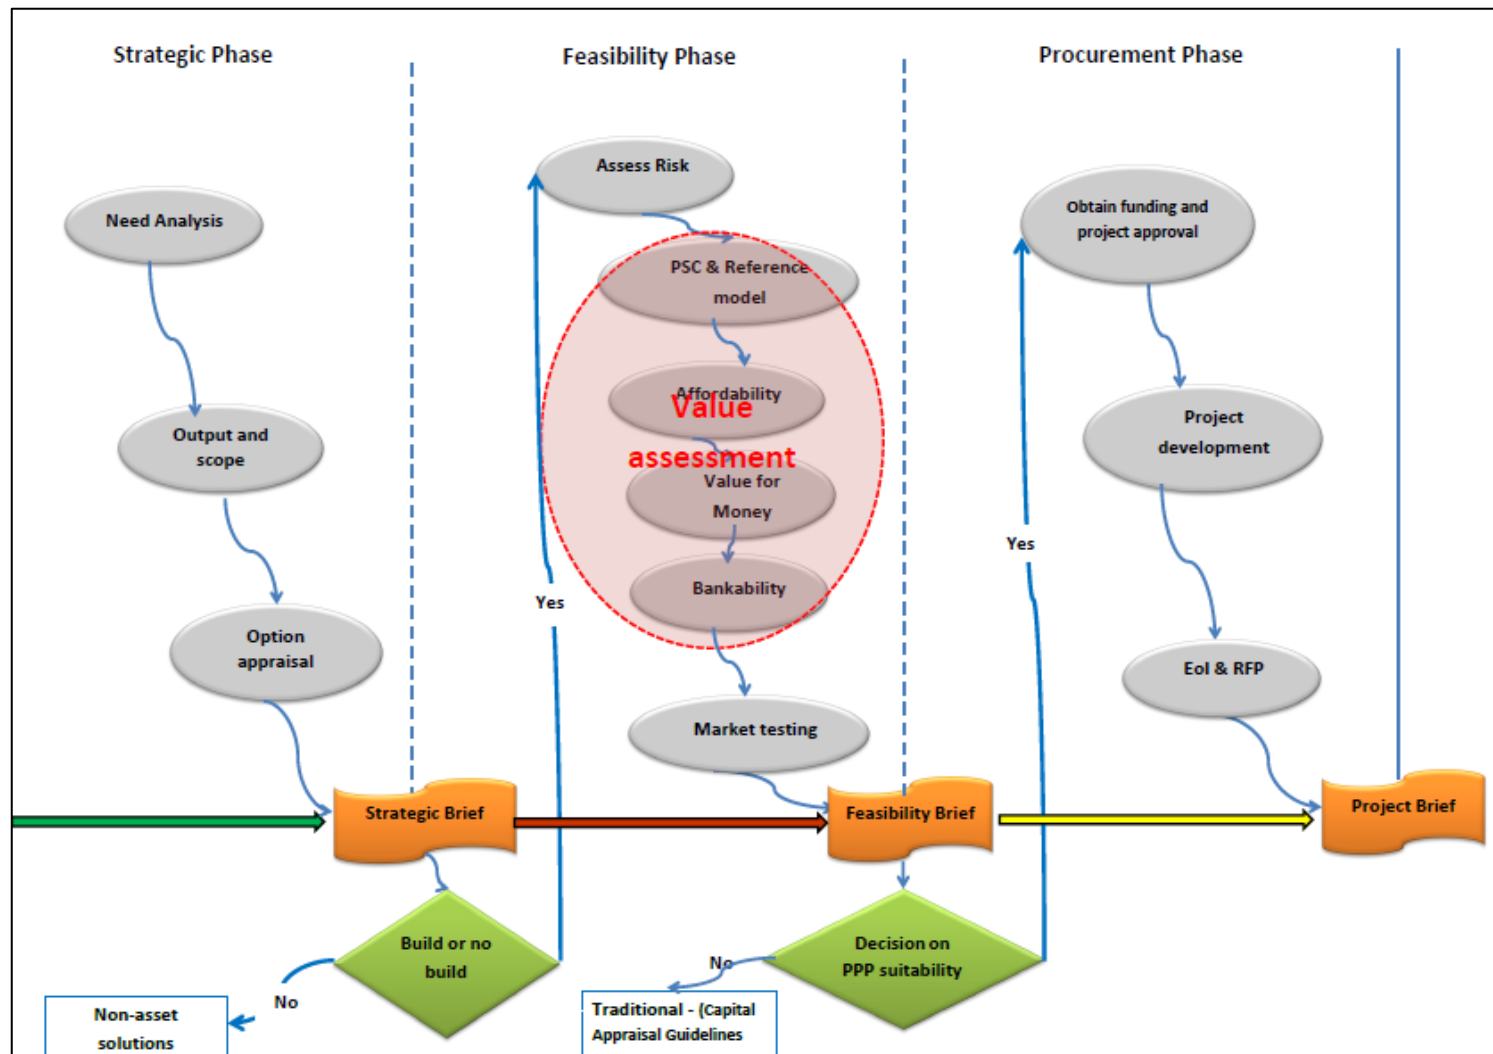 Strategic Phase
Need Analysis
Output and
scope
Option
appraisal
Strategic Brief
Build or no
build
No
Non-asset
solutions
Yes
Feasibility Phase
Assess Risk
PSC & Reference
model
Affordability
Value
assessment
Value for
Money
Bankability
Market testing
Feasibility Brief
Decision on
PPP suitability
No
Traditional - (Capital
Appraisal Guidelines
Yes
Procurement Phase
Obtain funding and
project approval
Project
development
EoI & RFP
Project Brief